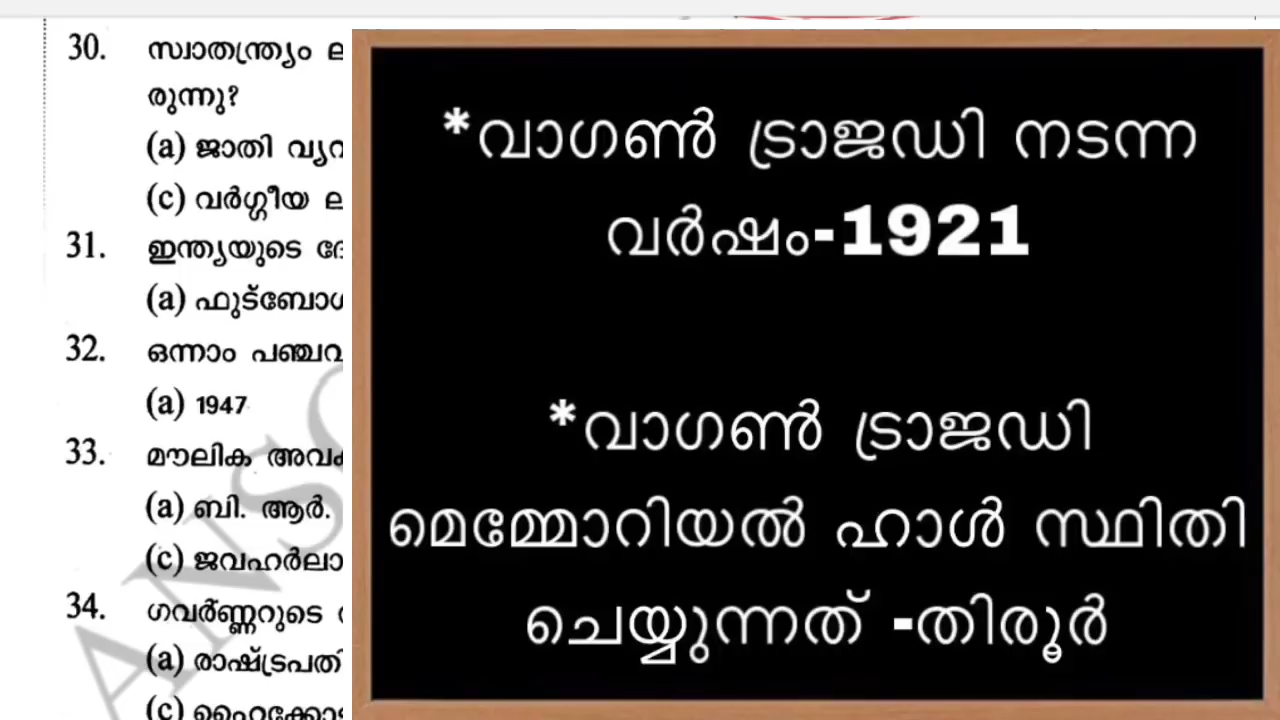 30. സ്വാതന്ത്ര്യം
രുന്നു?
(a) ജാതി
(c) വർഗ്ഗീയ
31. ഇന്ത്യയുടെ
(a)
32. ഒന്നാം
(a) 1947
33. മൗലിക
(a) ബി. ആർ.
(c)
34. ഗവർണ്ണറുടെ
(a) രാഷ്ട്രപതി
(c)
*വാഗൺ ട്രാജഡി നടന്ന
വർഷം-1921
*വാഗൺ ട്രാജഡി
മെമ്മോറിയൽ ഹാൾ സ്ഥിതി
ചെയ്യുന്നത് -തിരൂർ